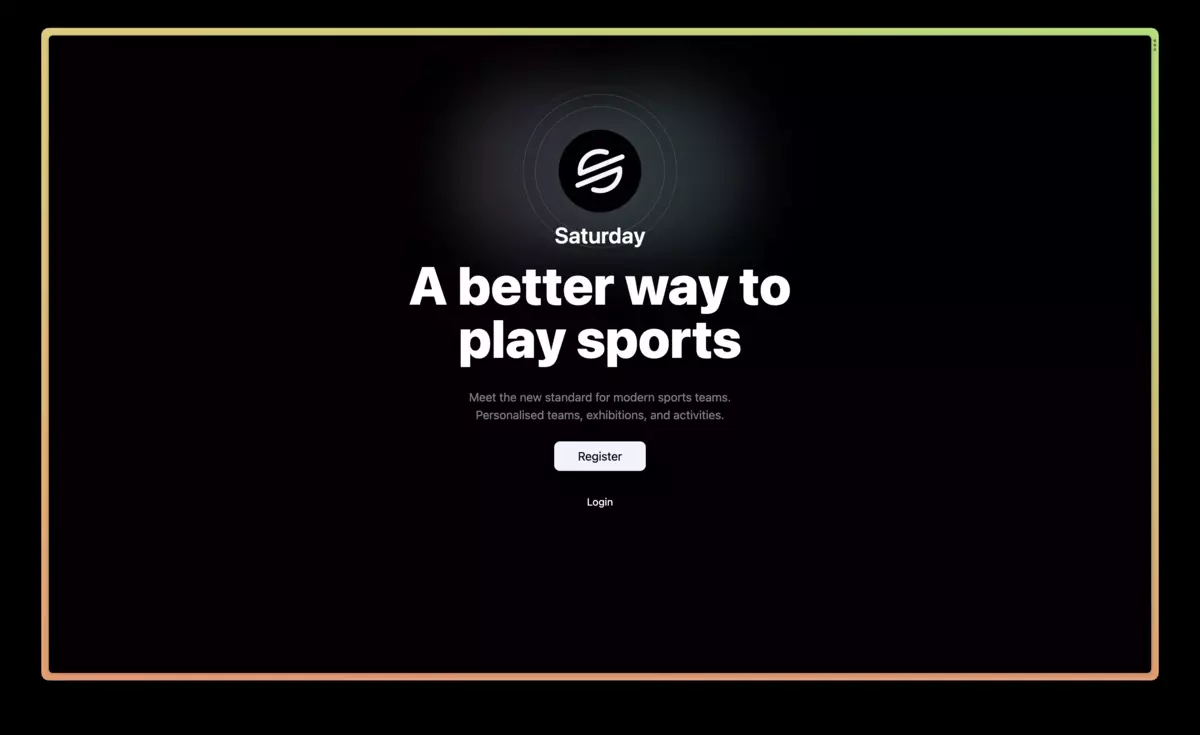 Saturday
A better way to
play sports
Meet the new standard for modern sports teams.
Personalised teams, exhibitions, and activities.
Register
Login